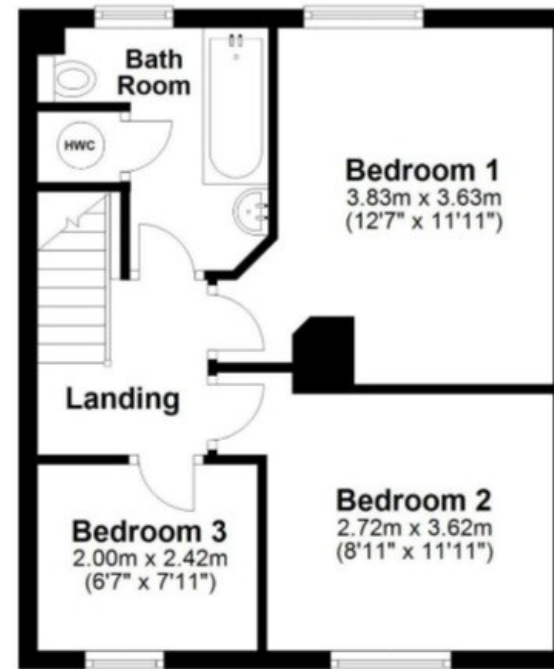 Bath
Room
HWC
Bedroom 1
3.83m x 3.63m
(12'7" x 11'11")
Landing
Bedroom 2
2.72m x 3.62m
(8'11" x 11'11")
Bedroom 3
2.00m x 2.42m
(6'7" x 7'11")